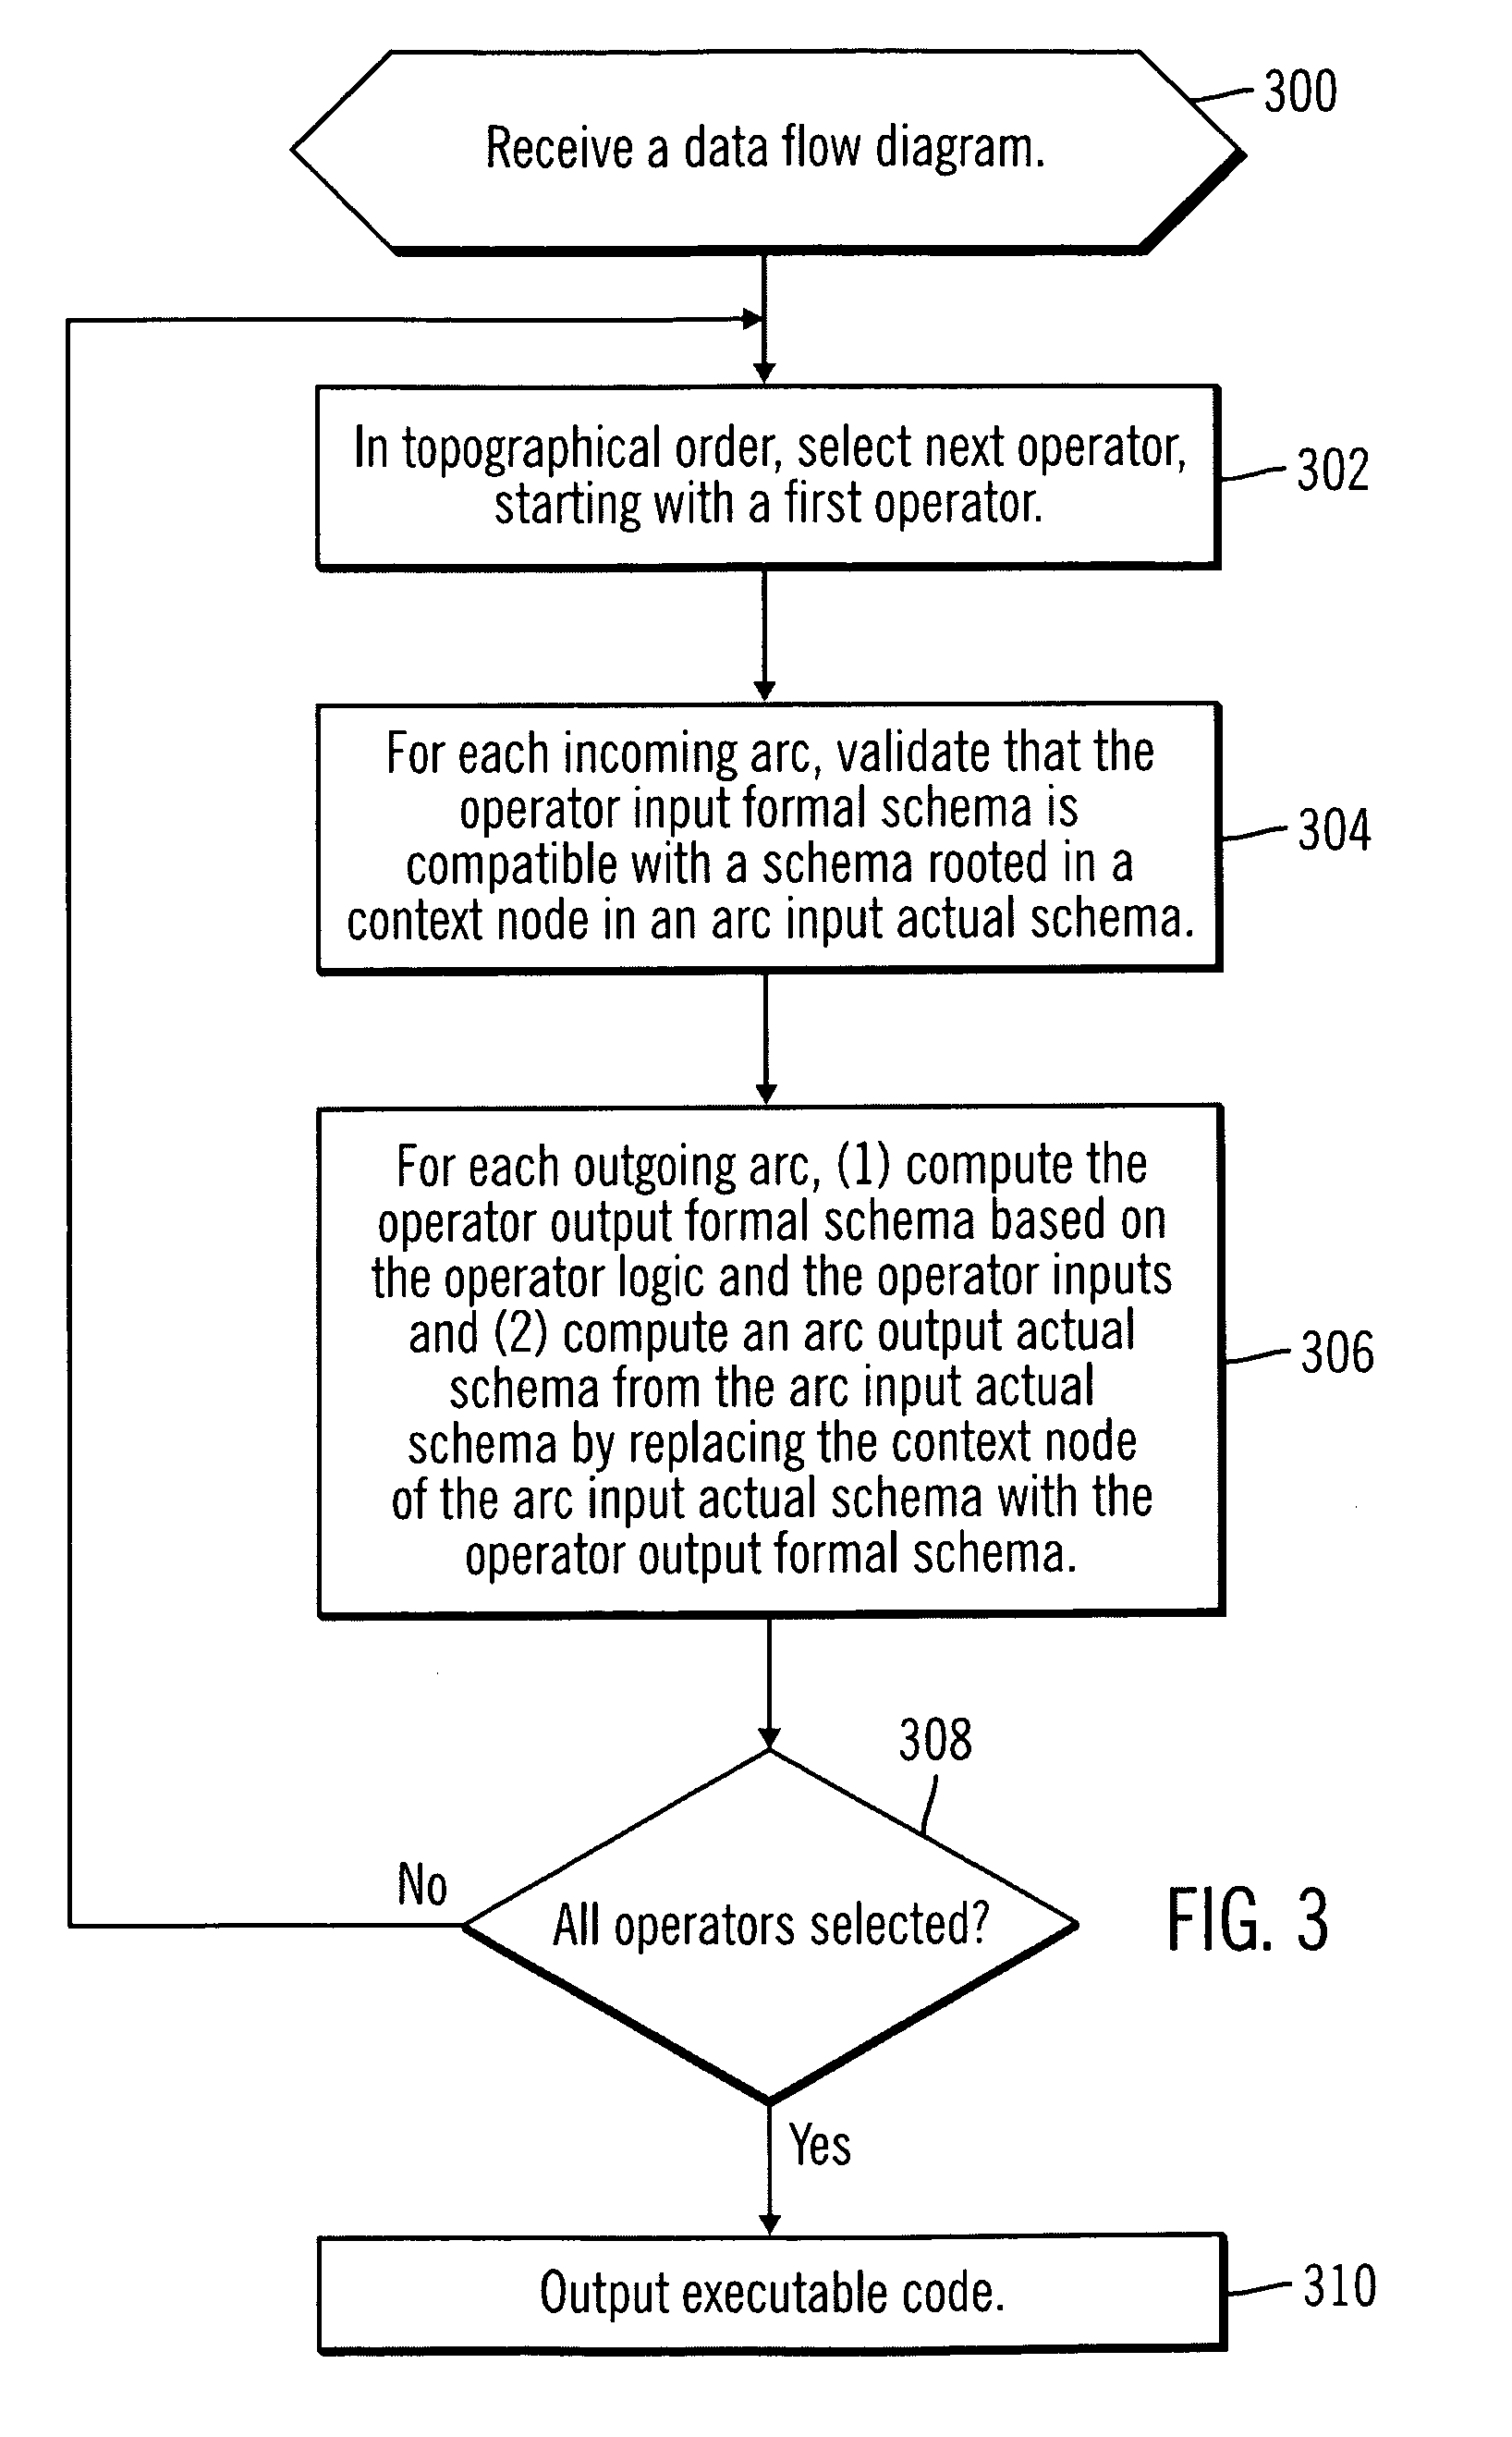 300
Receive a data flow diagram.
In topographical order, select next operator,
starting with a first operator.
302
For each incoming arc, validate that the
operator input formal schema is
compatible with a schema rooted in a
context node in an arc input actual schema.
304
For each outgoing arc, (1) compute the
operator output formal schema based on
the operator logic and the operator inputs
and (2) compute an arc output actual
schema from the arc input actual
schema by replacing the context node
of the arc input actual schema with the
operator output formal schema.
306
308
No
All operators selected?
FIG. 3
Yes
Output executable code.
310